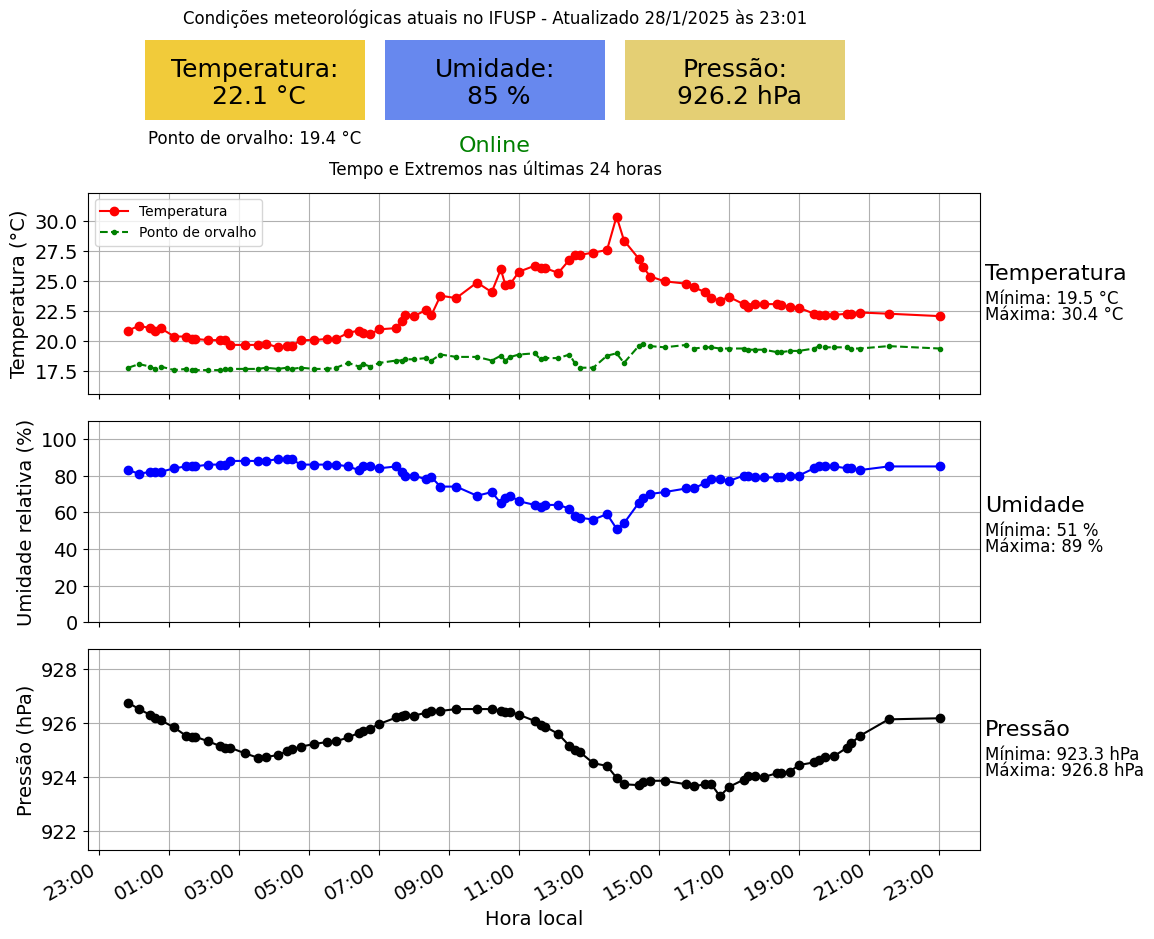 Condições meteorológicas atuais no IFUSP - Atualizado 28/1/2025 às 23:01
Temperatura:
22.1 °C
Umidade:
85 %
Pressão:
926.2 hPa
Ponto de orvalho: 19.4 °C
Online
Tempo e Extremos nas últimas 24 horas
Temperatura (°C)
30.0
27.5
25.0
22.5
20.0
17.5
Temperatura
Ponto de orvalho
Temperatura
Mínima: 19.5 °C
Máxima: 30.4 °C
Umidade relativa (%)
100
80
60
40
20
0
Umidade
Mínima: 51 %
Máxima: 89 %
Pressão (hPa)
928
926
924
922
Pressão
Mínima: 923.3 hPa
Máxima: 926.8 hPa
23:00
01:00
03:00
05:00
07:00
09:00
11:00
13:00
15:00
17:00
19:00
21:00
23:00
Hora local